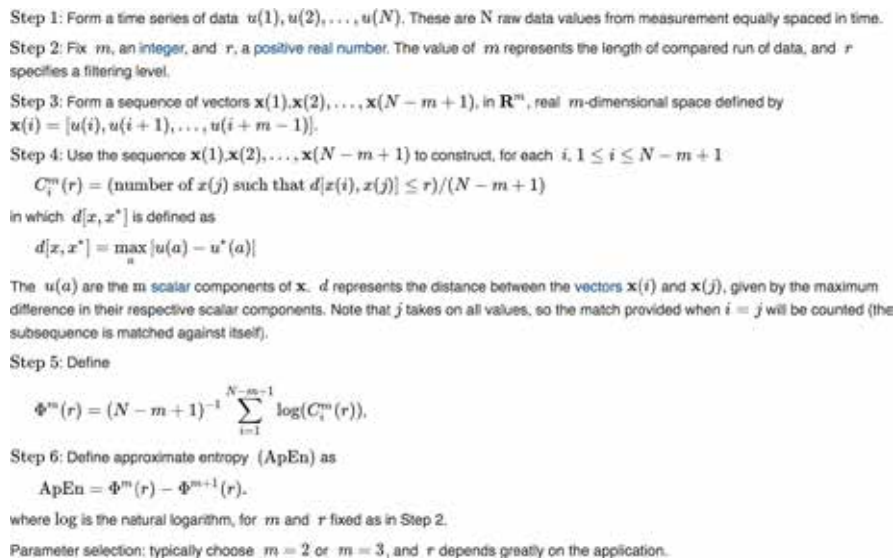 Step 1: Form a time series of data u(1), u(2), . . . , u(N). These are N raw data values from measurement equally spaced in time.
Step 2: Fix m, an integer, and r, a positive real number. The value of m represents the length of compared run of data, and r
specifies a filtering level.
Step 3: Form a sequence of vectors x(1).x(2), . . . , x(N − m + 1), in R^m, real m-dimensional space defined by
x(i) = [u(i), u(i + 1), . . . , u(i + m − 1)].
Step 4: Use the sequence x(1).x(2), . . . , x(N − m + 1) to construct, for each i, 1 ≤ i ≤ N − m + 1
C_i^m(r) = (number of x(j) such that d[x(i), x(j)] ≤ r)/(N − m + 1)
in which d[x, x*] is defined as
d[x, x*] = max_a |u(a) − u*(a)|
The u(a) are the m scalar components of x. d represents the distance between the vectors x(i) and x(j), given by the maximum
difference in their respective scalar components. Note that j takes on all values, so the match provided when i = j will be counted (the
subsequence is matched against itself).
Step 5: Define
Φ^m(r) = (N − m + 1)^−1 ∑_{i=1}^{N−m−1} log(C_i^m(r)),
Step 6: Define approximate entropy (ApEn) as
ApEn = Φ^m(r) − Φ^{m+1}(r).
where log is the natural logarithm, for m and r fixed as in Step 2.
Parameter selection: typically choose m = 2 or m = 3, and r depends greatly on the application.